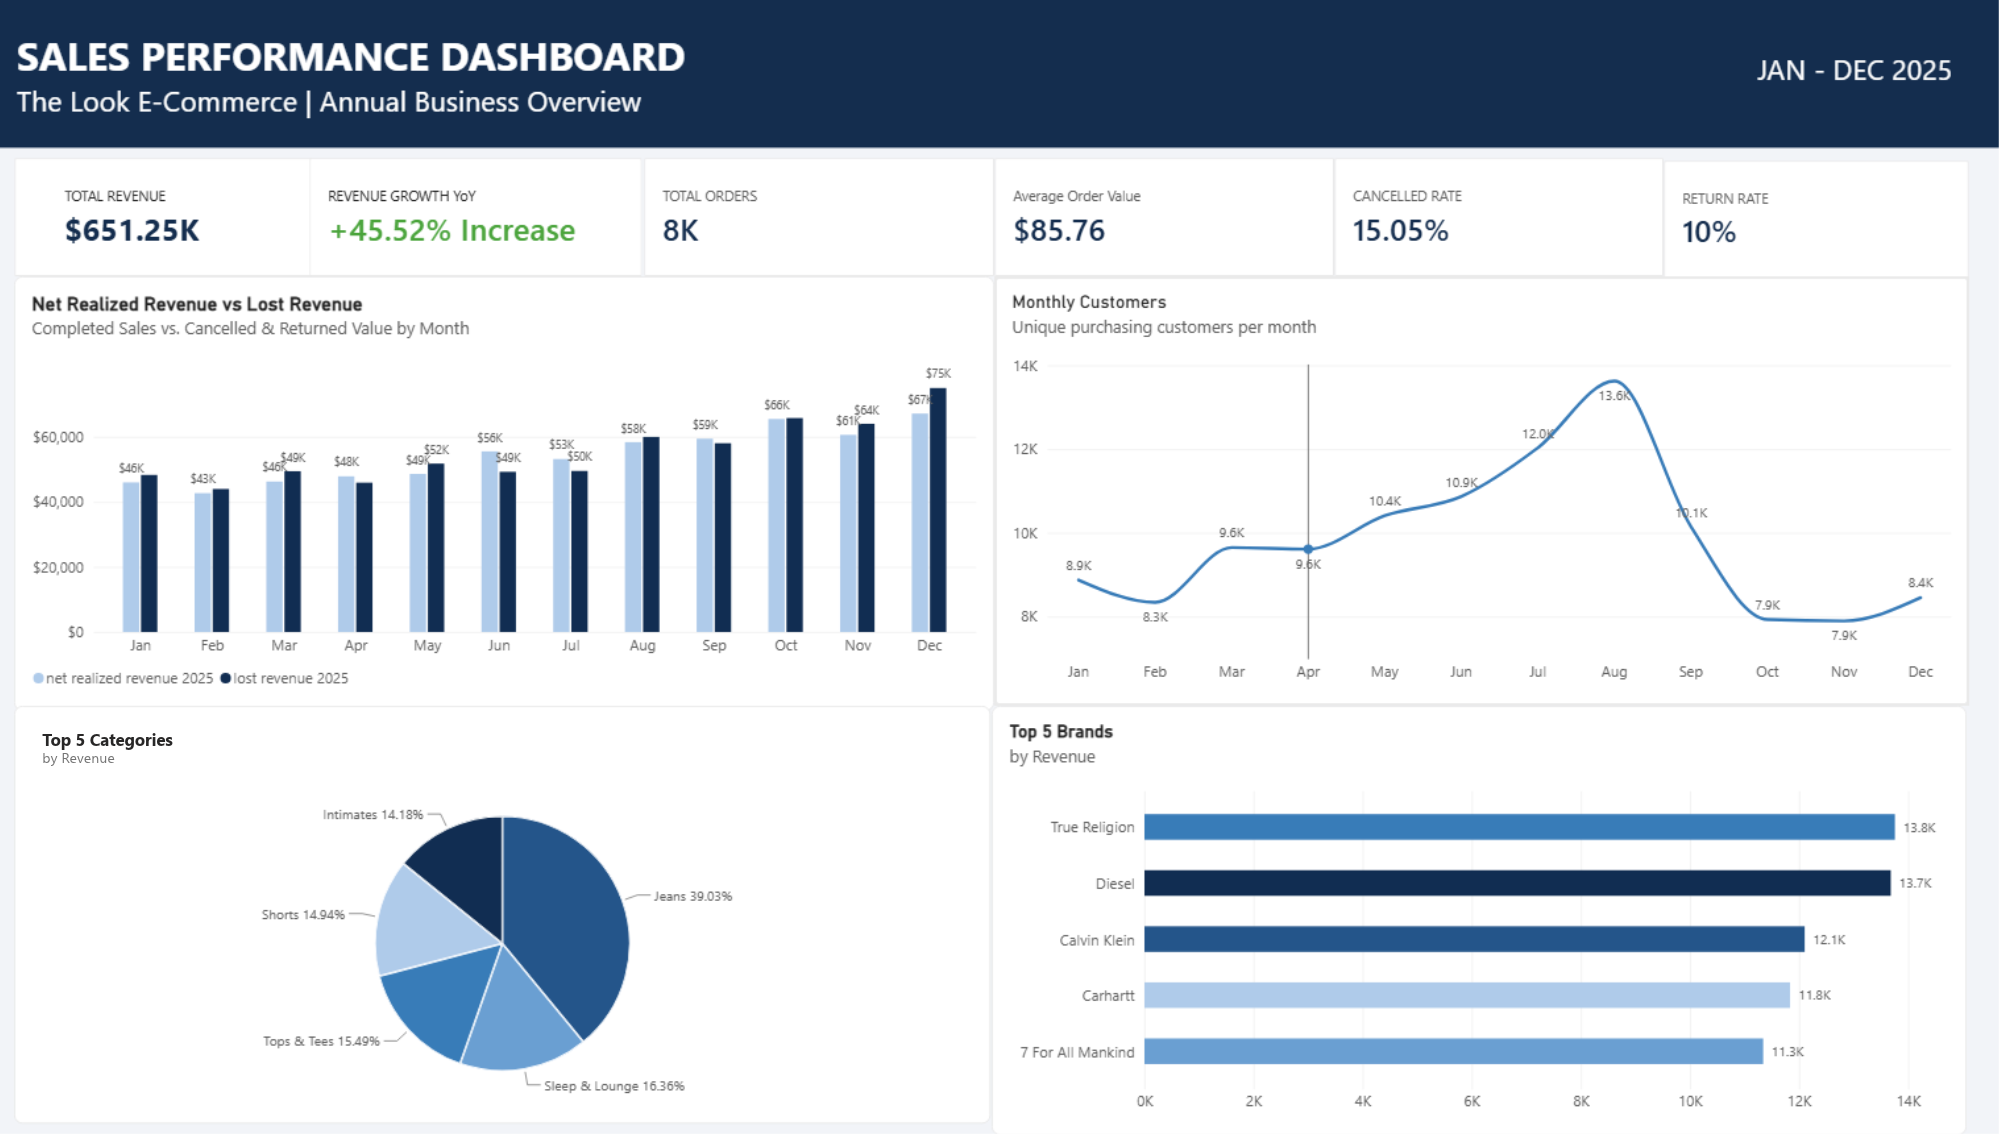 SALES PERFORMANCE DASHBOARD
The Look E-Commerce | Annual Business Overview
JAN - DEC 2025
TOTAL REVENUE
$651.25K
REVENUE GROWTH YoY
+45.52% Increase
TOTAL ORDERS
8K
Average Order Value
$85.76
CANCELLED RATE
15.05%
RETURN RATE
10%
Net Realized Revenue vs Lost Revenue
Completed Sales vs. Cancelled & Returned Value by Month
$60,000
$40,000
$20,000
$0
$46K
$43K
$46K
$49K
$48K
$49K
$52K
$56K
$49K
$53K
$50K
$58K
$59K
$66K
$61K
$64K
$67K
$75K
Jan Feb Mar Apr May Jun Jul Aug Sep Oct Nov Dec
net realized revenue 2025 lost revenue 2025
Monthly Customers
Unique purchasing customers per month
14K
12K
10K
8K
8.9K
8.3K
9.6K
9.6K
10.4K
10.9K
12.0K
13.6K
10.1K
7.9K
7.9K
8.4K
Jan Feb Mar Apr May Jun Jul Aug Sep Oct Nov Dec
Top 5 Categories
by Revenue
Intimates 14.18%
Jeans 39.03%
Shorts 14.94%
Tops & Tees 15.49%
Sleep & Lounge 16.36%
Top 5 Brands
by Revenue
True Religion 13.8K
Diesel 13.7K
Calvin Klein 12.1K
Carhartt 11.8K
7 For All Mankind 11.3K
0K 2K 4K 6K 8K 10K 12K 14K